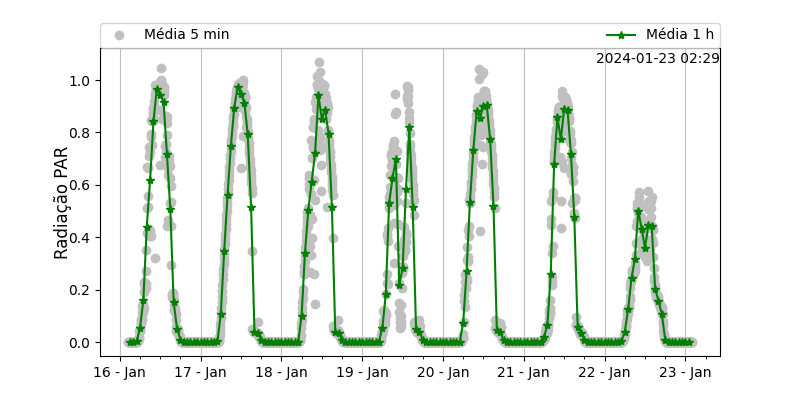 Média 5 min
Média 1 h
2024-01-23 02:29
Radiação PAR
1.0
0.8
0.6
0.4
0.2
0.0
16 - Jan
17 - Jan
18 - Jan
19 - Jan
20 - Jan
21 - Jan
22 - Jan
23 - Jan